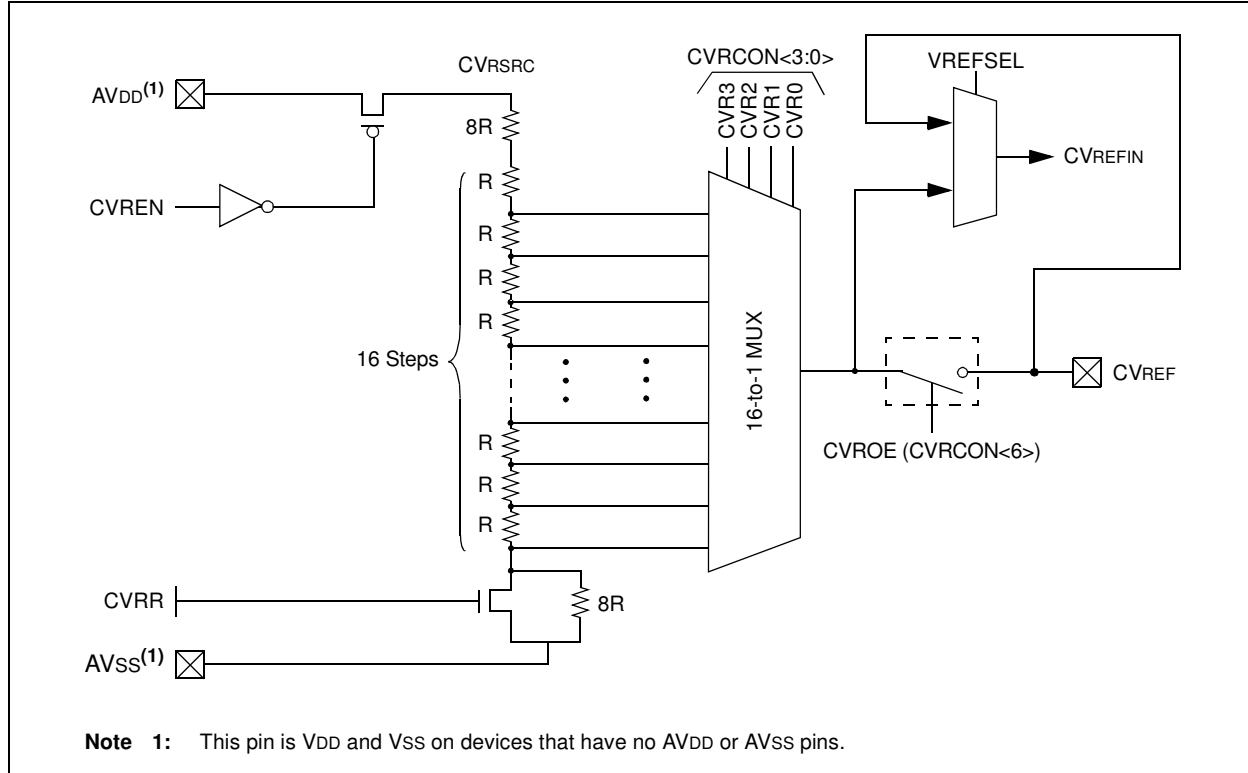 CVRCON<3:0>
CVRSRC
VREFSEL
AVDD(1)
CVR3
CVR2
CVR1
CVR0
8R
R
CVREFIN
CVREN
R
R
R
16 Steps
16-to-1 MUX
CVREF
R
CVROE (CVRCON<6>)
R
R
CVRR
8R
AVSS(1)
Note 1: This pin is VDD and VSS on devices that have no AVDD or AVSS pins.